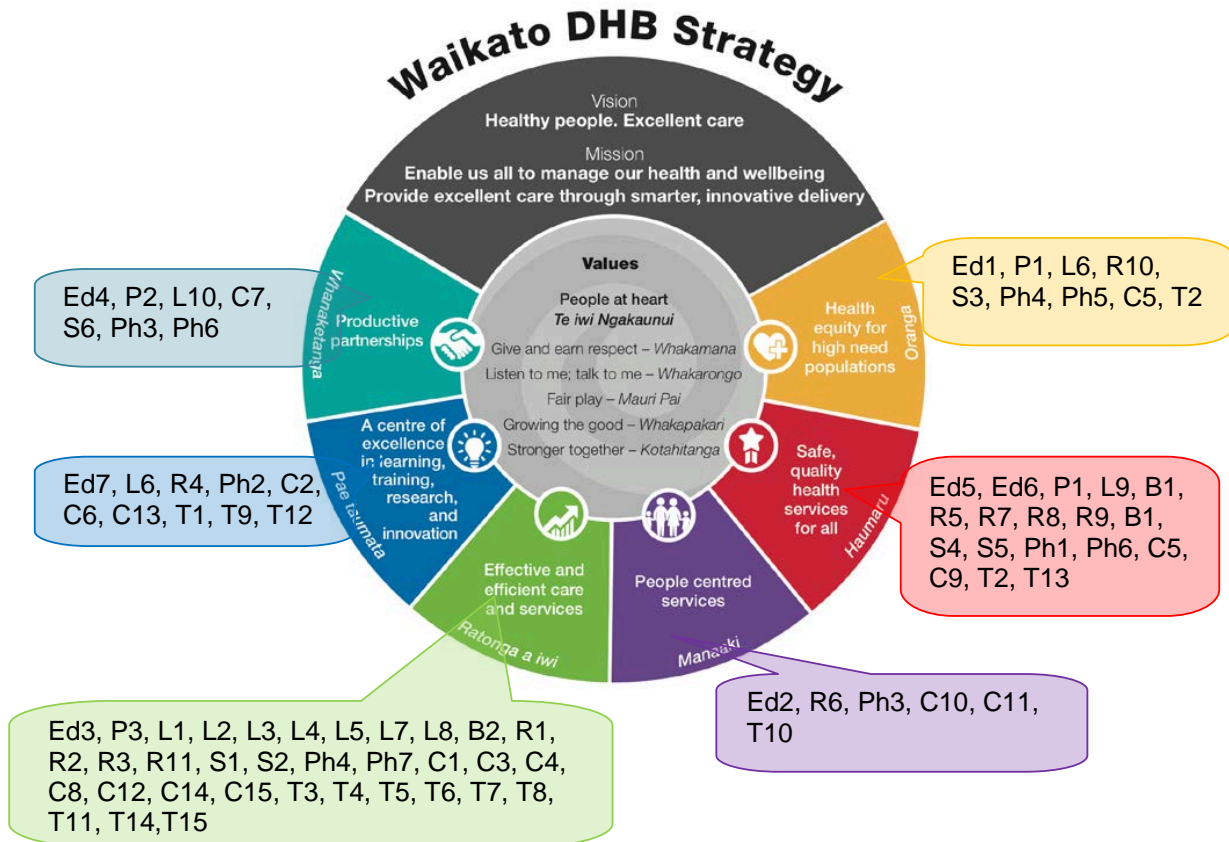 Waikato DHB Strategy
Vision
Healthy people. Excellent care
Mission
Enable us all to manage our health and wellbeing
Provide excellent care through smarter, innovative delivery
Values
People at heart
Te iwi Ngakaunui
Give and earn respect – Whakamana
Listen to me; talk to me – Whakarongo
Fair play – Mauri Pai
Growing the good – Whakapakari
Stronger together – Kotahitanga
Ed4, P2, L10, C7,
S6, Ph3, Ph6
Whanaketanga
Productive
partnerships
Ed1, P1, L6, R10,
S3, Ph4, Ph5, C5, T2
Health
equity for
high need
populations
Oranga
Ed7, L6, R4, Ph2, C2,
C6, C13, T1, T9, T12
Pae taumata
A centre of
excellence
in learning,
training,
research,
and
innovation
Safe,
quality
health
services
for all
Haumaru
Ed5, Ed6, P1, L9, B1,
R5, R7, R8, R9, B1,
S4, S5, Ph1, Ph6, C5,
C9, T2, T13
Effective and
efficient care
and services
Ratonga a iwi
People centred
services
Manaaki
Ed3, P3, L1, L2, L3, L4, L5, L7, L8, B2, R1,
R2, R3, R11, S1, S2, Ph4, Ph7, C1, C3, C4,
C8, C12, C14, C15, T3, T4, T5, T6, T7, T8,
T11, T14,T15
Ed2, R6, Ph3, C10, C11,
T10